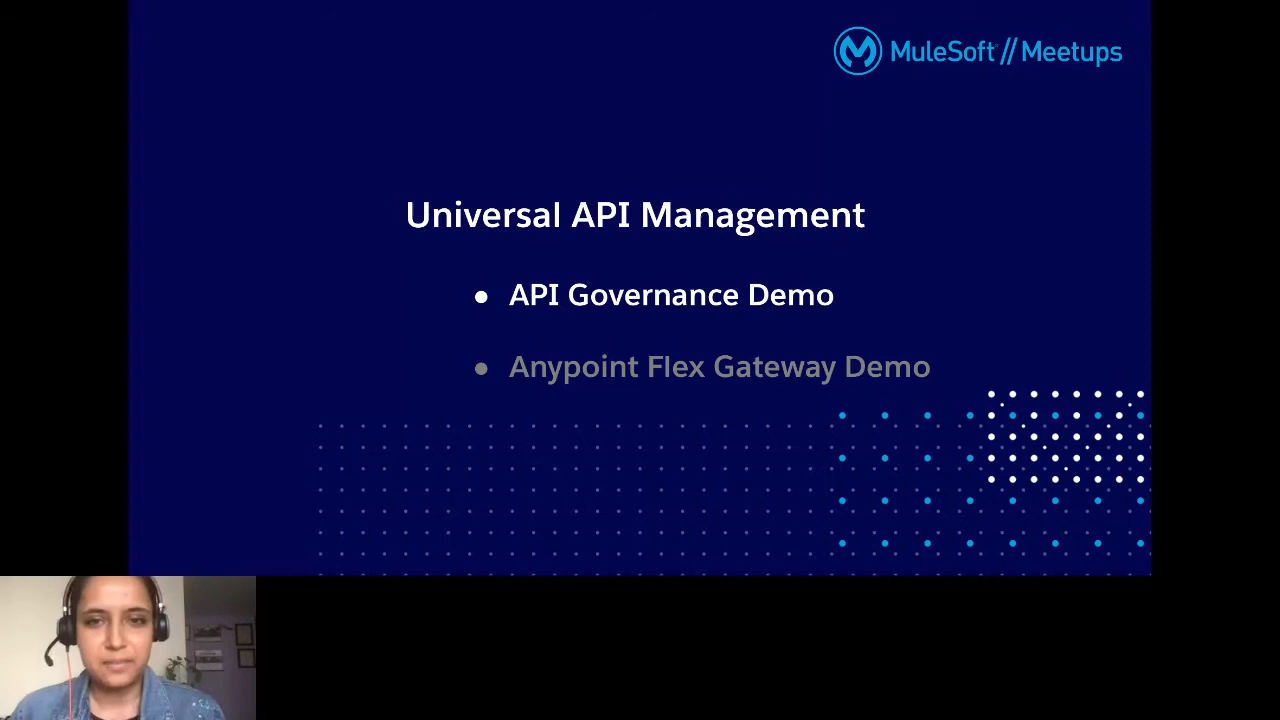 MuleSoft // Meetups
Universal API Management
● API Governance Demo
● Anypoint Flex Gateway Demo